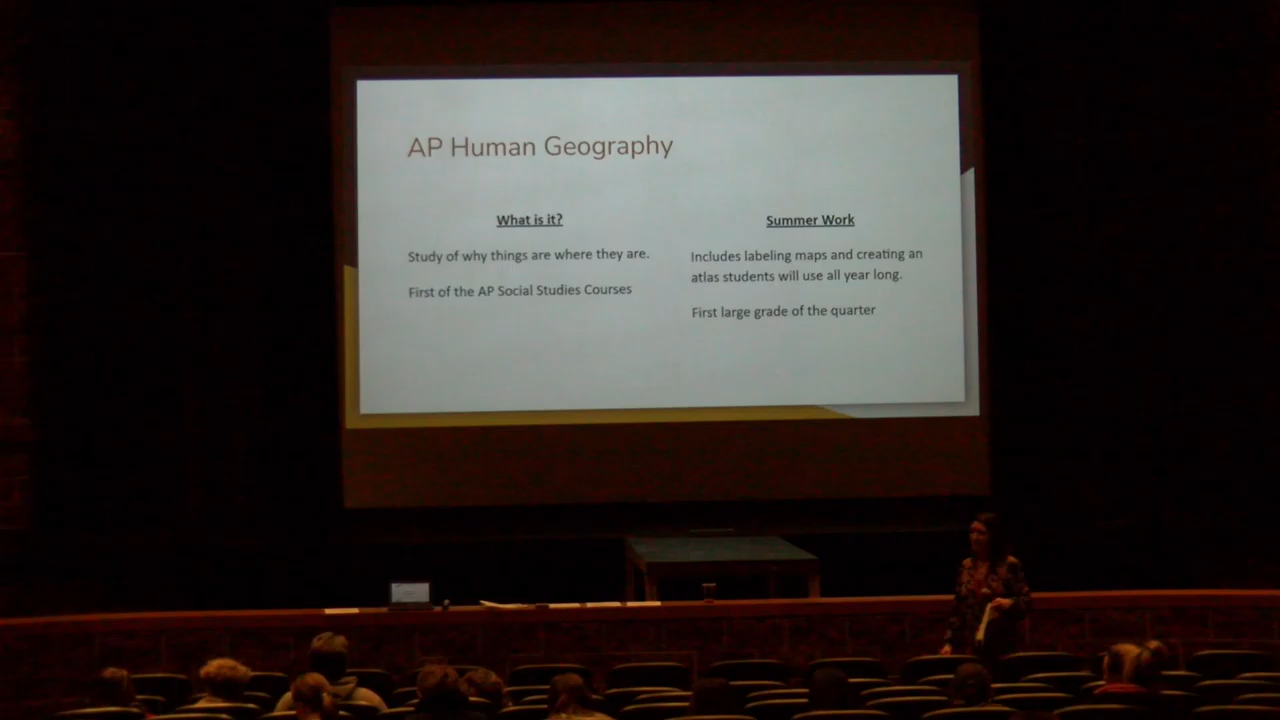 AP Human Geography
What is it?
Study of why things are where they are.
First of the AP Social Studies Courses
Summer Work
Includes labeling maps and creating an
atlas students will use all year long.
First large grade of the quarter